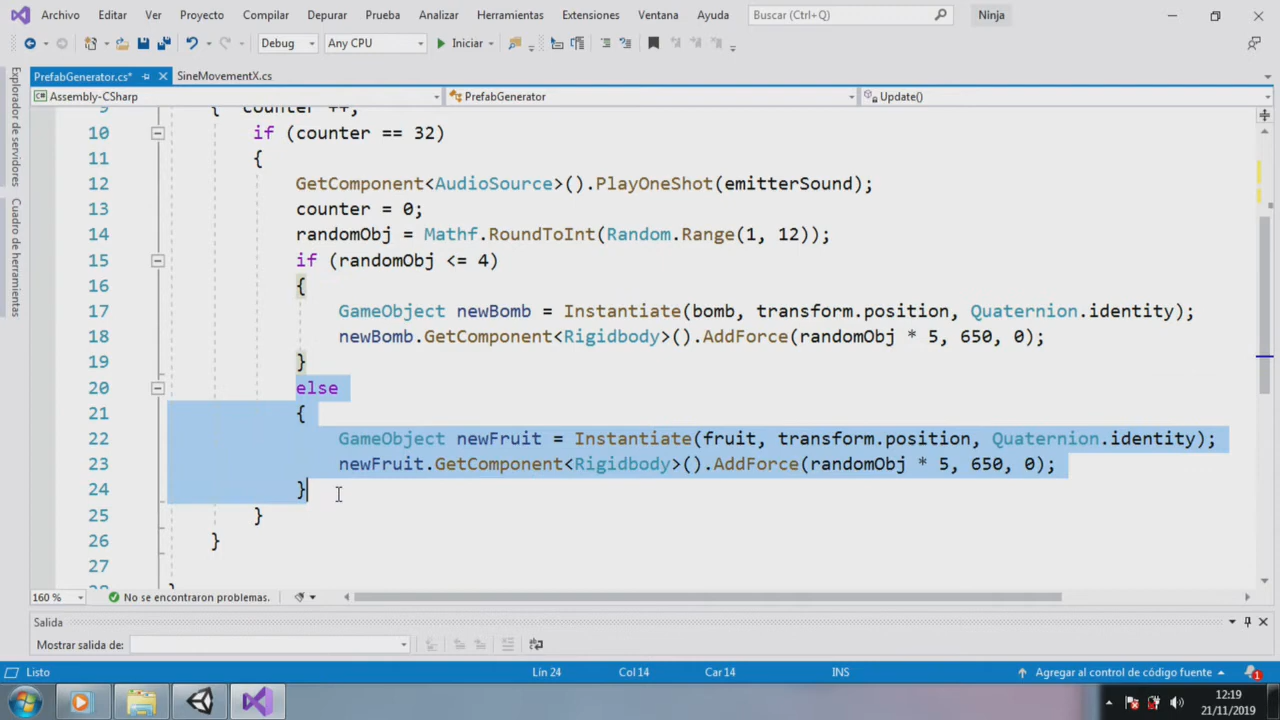 Archivo Editar Ver Proyecto Compilar Depurar Prueba Analizar Herramientas Extensiones Ventana Ayuda Buscar (Ctrl+Q) Ninja
Debug Any CPU Iniciar
PrefabGenerator.cs* SineMovementX.cs
Assembly-CSharp PrefabGenerator Update()
Explorador de servidores
Cuadro de herramientas
9 { counter ++;
10 if (counter == 32)
11 {
12 GetComponent<AudioSource>().PlayOneShot(emitterSound);
13 counter = 0;
14 randomObj = Mathf.RoundToInt(Random.Range(1, 12));
15 if (randomObj <= 4)
16 {
17 GameObject newBomb = Instantiate(bomb, transform.position, Quaternion.identity);
18 newBomb.GetComponent<Rigidbody>().AddForce(randomObj * 5, 650, 0);
19 }
20 else
21 {
22 GameObject newFruit = Instantiate(fruit, transform.position, Quaternion.identity);
23 newFruit.GetComponent<Rigidbody>().AddForce(randomObj * 5, 650, 0);
24 }
25 }
26 }
27
28 }
160 % No se encontraron problemas.
Salida
Mostrar salida de:
Listo Lín 24 Col 14 Car 14 INS Agregar al control de código fuente 1
12:19
21/11/2019